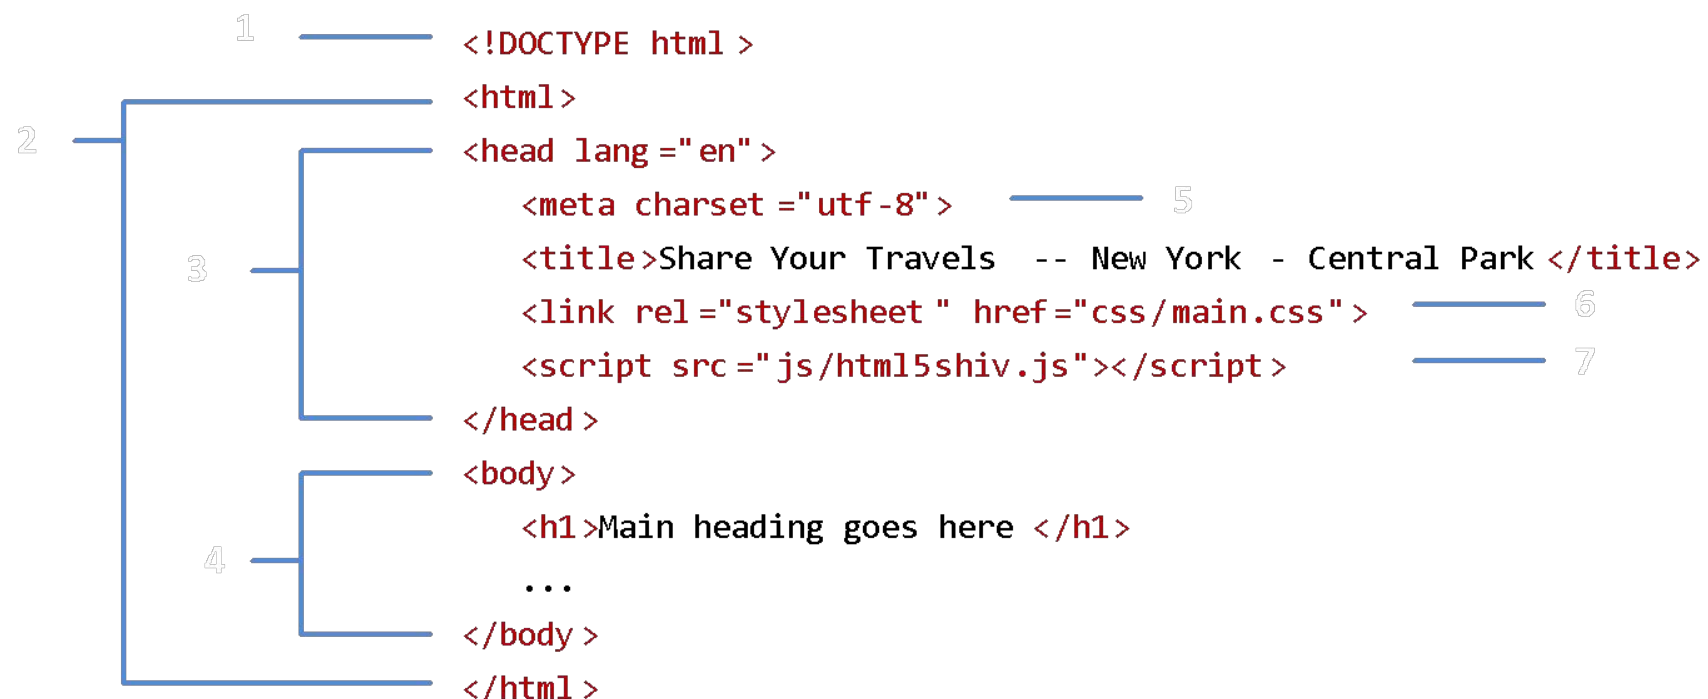 1 <!DOCTYPE html>
<html>
2
<head lang="en">
<meta charset="utf-8"> 5
3 <title>Share Your Travels -- New York - Central Park</title>
<link rel="stylesheet" href="css/main.css"> 6
<script src="js/html5shiv.js"></script> 7
</head>
<body>
<h1>Main heading goes here</h1>
4
...
</body>
</html>